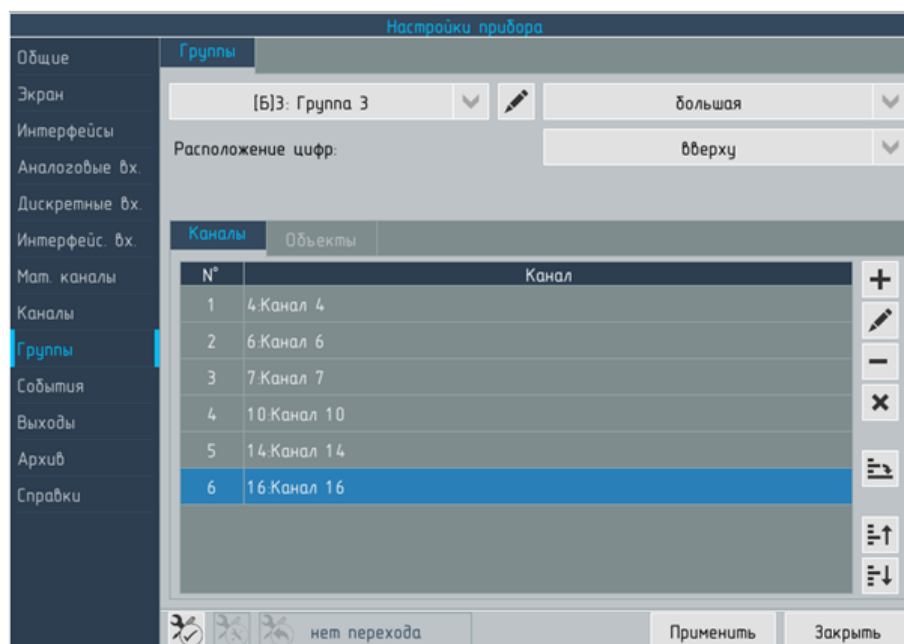 Настройки прибора
Общие
Экран
Интерфейсы
Аналоговые вх.
Дискретные вх.
Интерфейс. вх.
Мат. каналы
Каналы
Группы
События
Выходы
Архив
Справки
Группы
[Б]3: Группа 3
большая
Расположение цифр:
вверху
Каналы Объекты
N° Канал
1 4:Канал 4
2 6:Канал 6
3 7:Канал 7
4 10:Канал 10
5 14:Канал 14
6 16:Канал 16
нет перехода
Применить
Закрыть